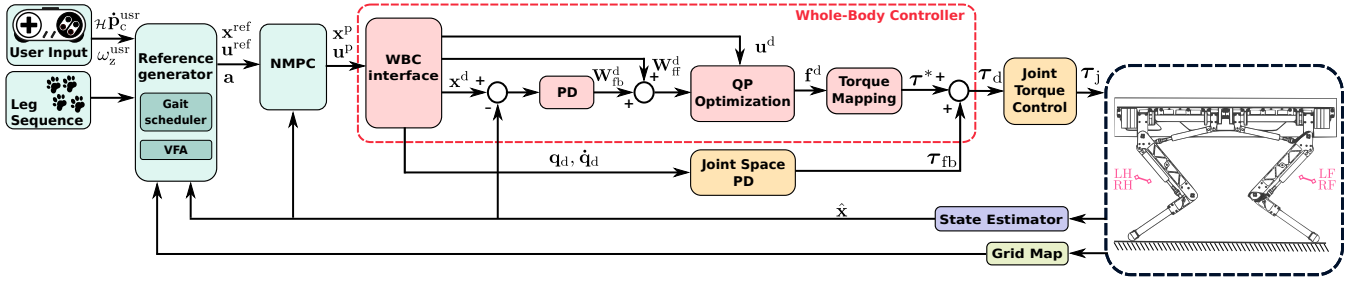 Whole-Body Controller
User Input
Leg
Sequence
ℋṗ_c^usr
ω_z^usr
Reference
generator
Gait
scheduler
VFA
x^ref
u^ref
a
NMPC
x^p
u^p
WBC
interface
x^d
+
-
PD
W_fb^d
W_ff^d
+
+
u^d
QP
Optimization
f^d
Torque
Mapping
τ*
+
+
τ_d
Joint
Torque
Control
τ_j
q_d, q̇_d
Joint Space
PD
τ_fb
LH
RH
LF
RF
x̂
State Estimator
Grid Map